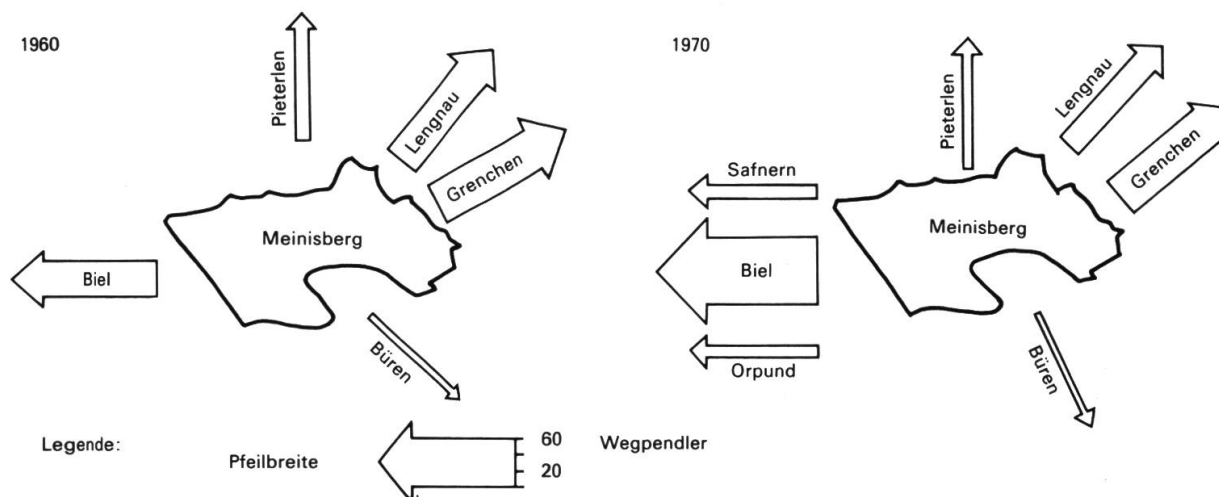 1960
Pieterlen
Lengnau
Grenchen
Meinisberg
Biel
Büren
1970
Pieterlen
Lengnau
Grenchen
Safnern
Meinisberg
Biel
Orpund
Büren
Legende:
Pfeilbreite
60
20
Wegpendler